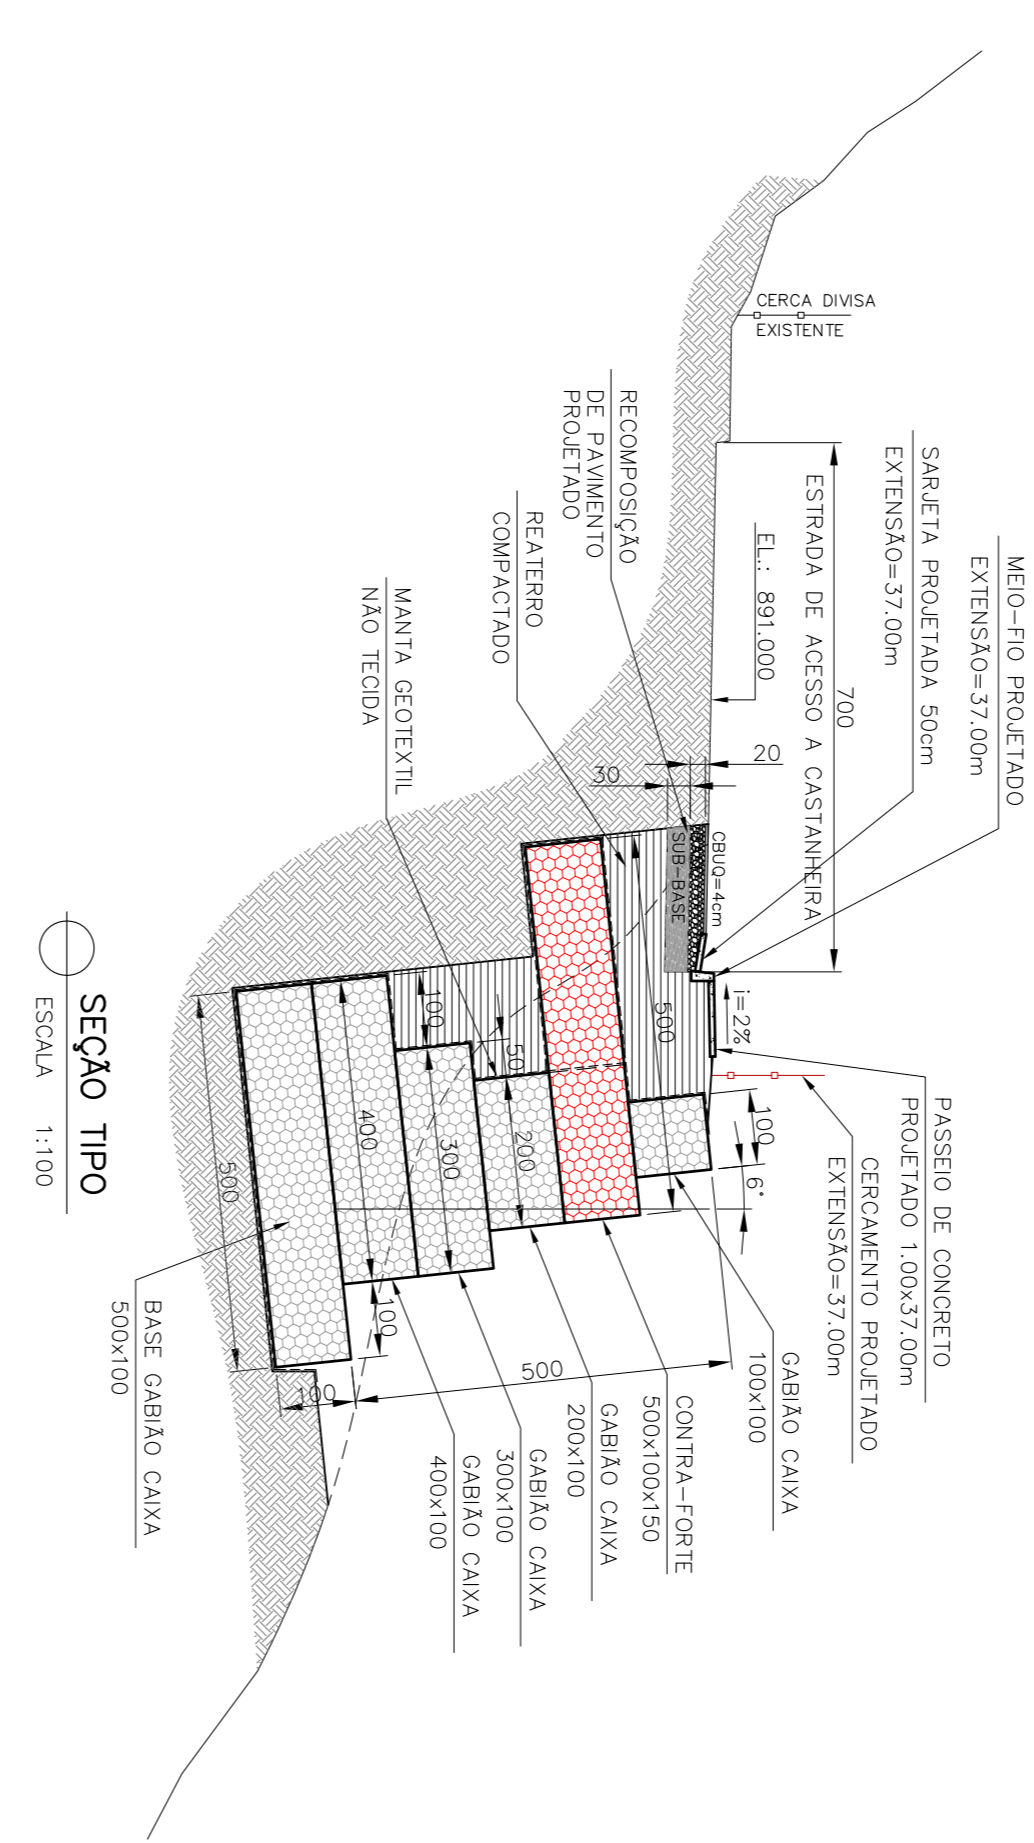 CERCA DIVISA
EXISTENTE
MEIO-FIO PROJETADO
EXTENSÃO=37.00m
SARJETA PROJETADA 50cm
EXTENSÃO=37.00m
700
ESTRADA DE ACESSO A CASTANHEIRA
EL.: 891.000
RECOMPOSIÇÃO
DE PAVIMENTO
PROJETADO
REATERRO
COMPACTADO
MANTA GEOTEXTIL
NÃO TECIDA
20
30
CBUQ=4cm
SUB-BASE
i=2%
PASSEIO DE CONCRETO
PROJETADO 1.00x37.00m
CERCAMENTO PROJETADO
EXTENSÃO=37.00m
GABIÃO CAIXA
100x100
CONTRA-FORTE
500x100x150
GABIÃO CAIXA
200x100
GABIÃO CAIXA
300x100
GABIÃO CAIXA
400x100
BASE GABIÃO CAIXA
500x100
100
6°
500
100
50
200
300
400
500
100
100
500
SEÇÃO TIPO
ESCALA 1:100